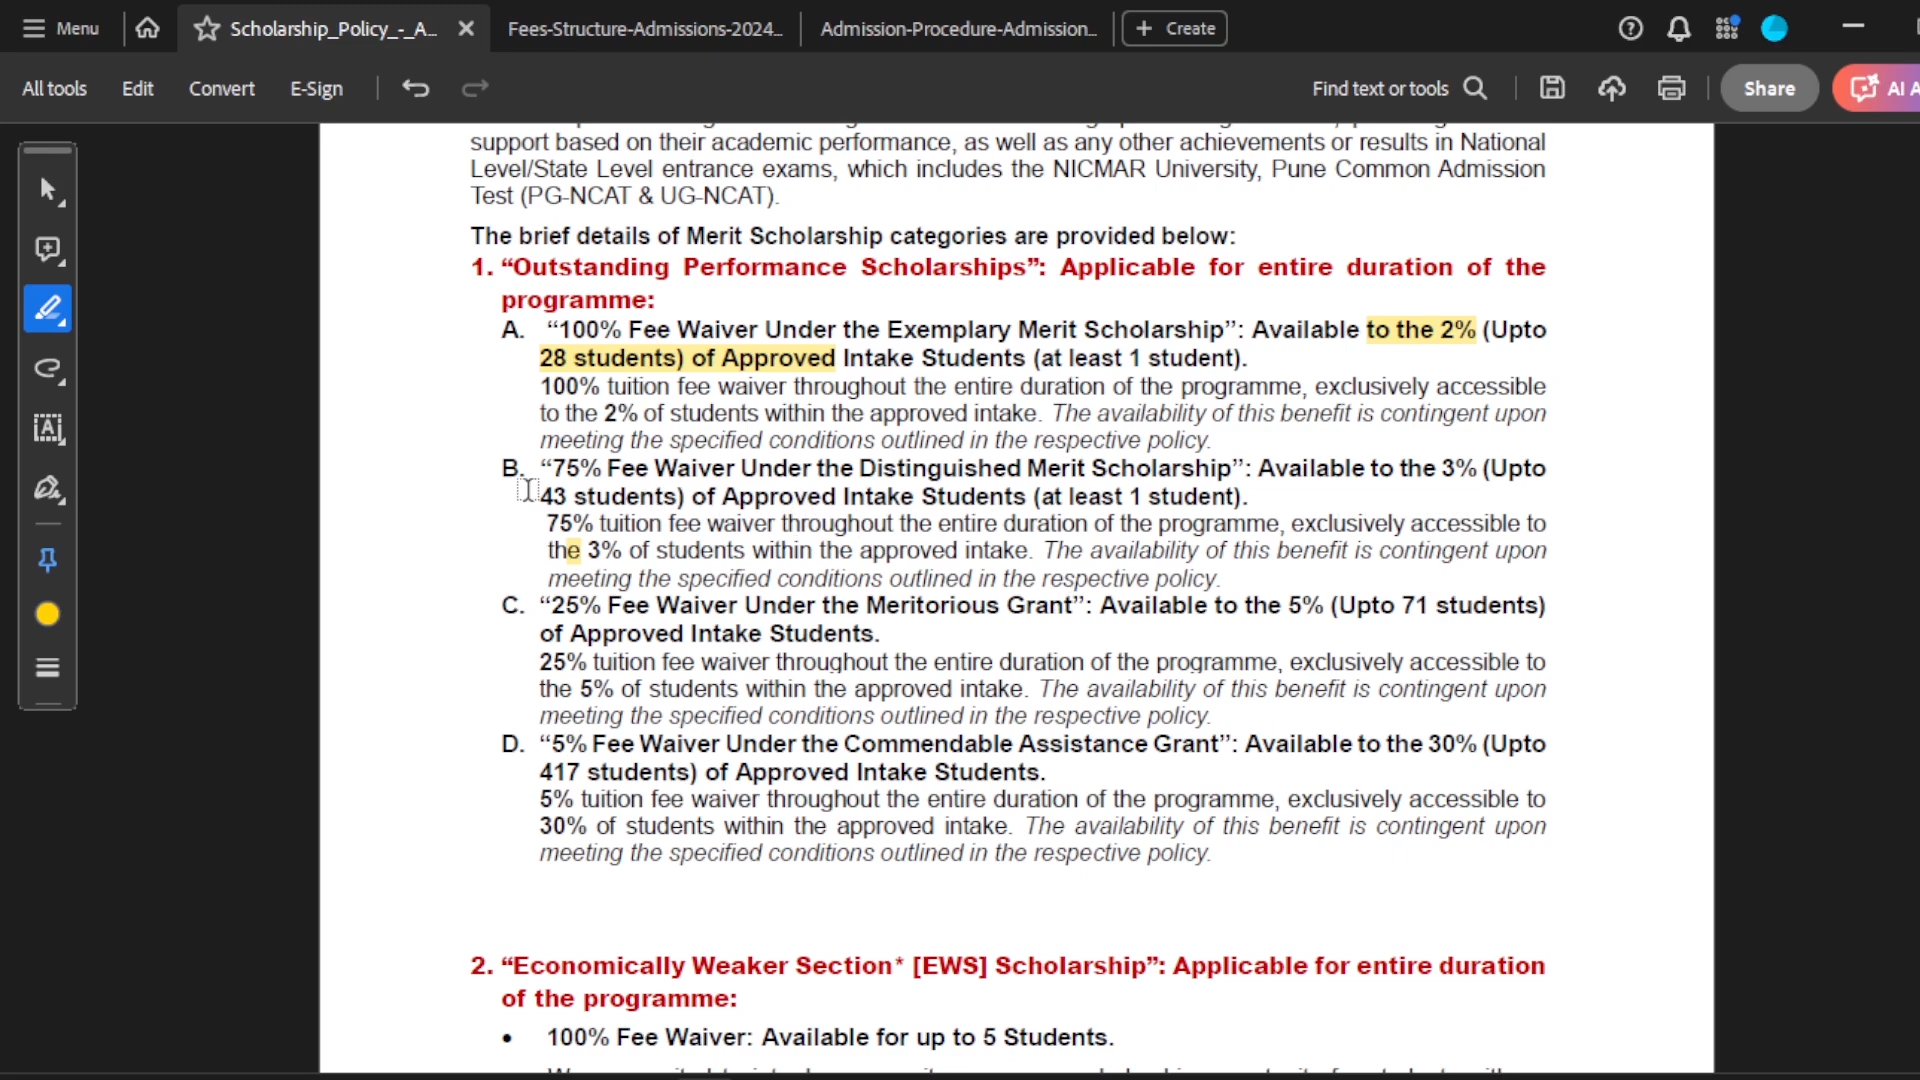 Menu
Scholarship_Policy_-_A...
Fees-Structure-Admissions-2024...
Admission-Procedure-Admission...
Create
All tools
Edit
Convert
E-Sign
Find text or tools
Share
AI A
support based on their academic performance, as well as any other achievements or results in National
Level/State Level entrance exams, which includes the NICMAR University, Pune Common Admission
Test (PG-NCAT & UG-NCAT).
The brief details of Merit Scholarship categories are provided below:
1. “Outstanding Performance Scholarships”: Applicable for entire duration of the
programme:
A. “100% Fee Waiver Under the Exemplary Merit Scholarship”: Available to the 2% (Upto
28 students) of Approved Intake Students (at least 1 student).
100% tuition fee waiver throughout the entire duration of the programme, exclusively accessible
to the 2% of students within the approved intake. The availability of this benefit is contingent upon
meeting the specified conditions outlined in the respective policy.
B. “75% Fee Waiver Under the Distinguished Merit Scholarship”: Available to the 3% (Upto
43 students) of Approved Intake Students (at least 1 student).
75% tuition fee waiver throughout the entire duration of the programme, exclusively accessible to
the 3% of students within the approved intake. The availability of this benefit is contingent upon
meeting the specified conditions outlined in the respective policy.
C. “25% Fee Waiver Under the Meritorious Grant”: Available to the 5% (Upto 71 students)
of Approved Intake Students.
25% tuition fee waiver throughout the entire duration of the programme, exclusively accessible to
the 5% of students within the approved intake. The availability of this benefit is contingent upon
meeting the specified conditions outlined in the respective policy.
D. “5% Fee Waiver Under the Commendable Assistance Grant”: Available to the 30% (Upto
417 students) of Approved Intake Students.
5% tuition fee waiver throughout the entire duration of the programme, exclusively accessible to
30% of students within the approved intake. The availability of this benefit is contingent upon
meeting the specified conditions outlined in the respective policy.
2. “Economically Weaker Section* [EWS] Scholarship”: Applicable for entire duration
of the programme:
• 100% Fee Waiver: Available for up to 5 Students.